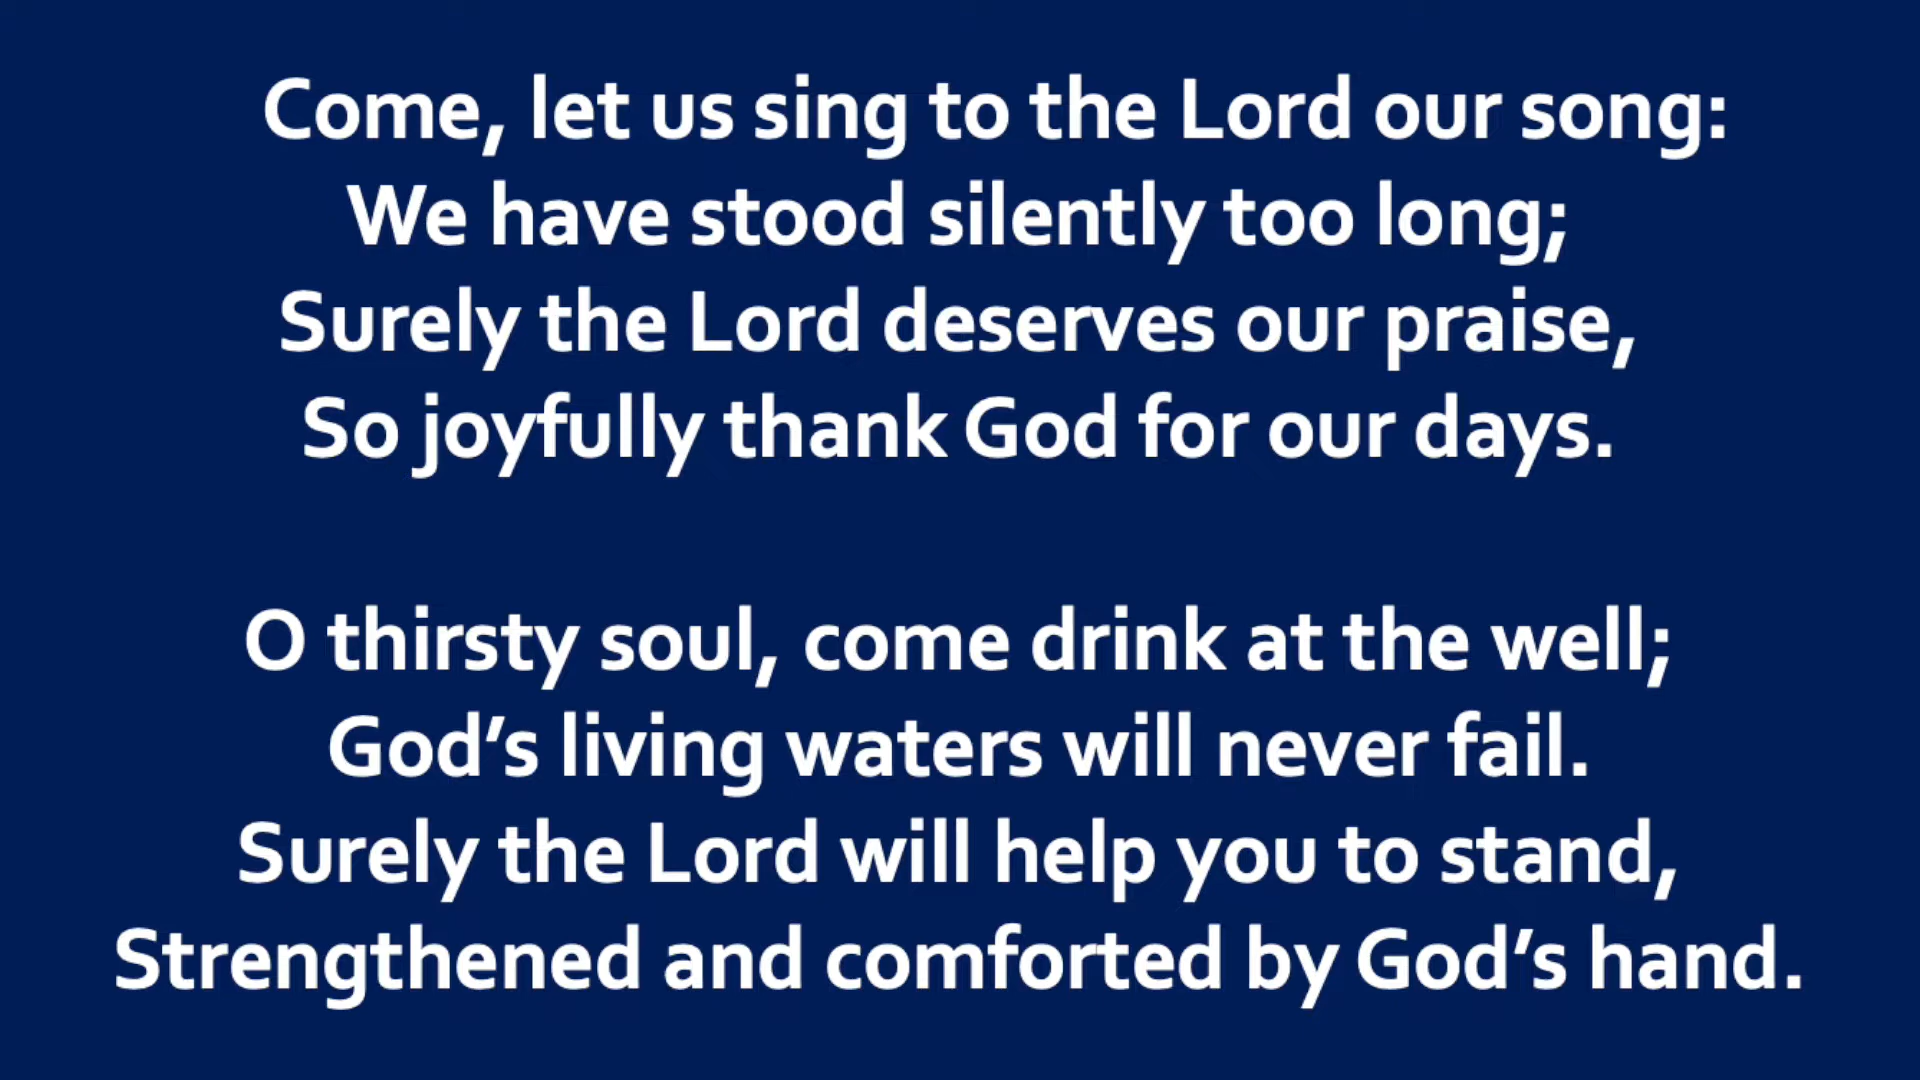 Come, let us sing to the Lord our song:
We have stood silently too long;
Surely the Lord deserves our praise,
So joyfully thank God for our days.
O thirsty soul, come drink at the well;
God’s living waters will never fail.
Surely the Lord will help you to stand,
Strengthened and comforted by God’s hand.